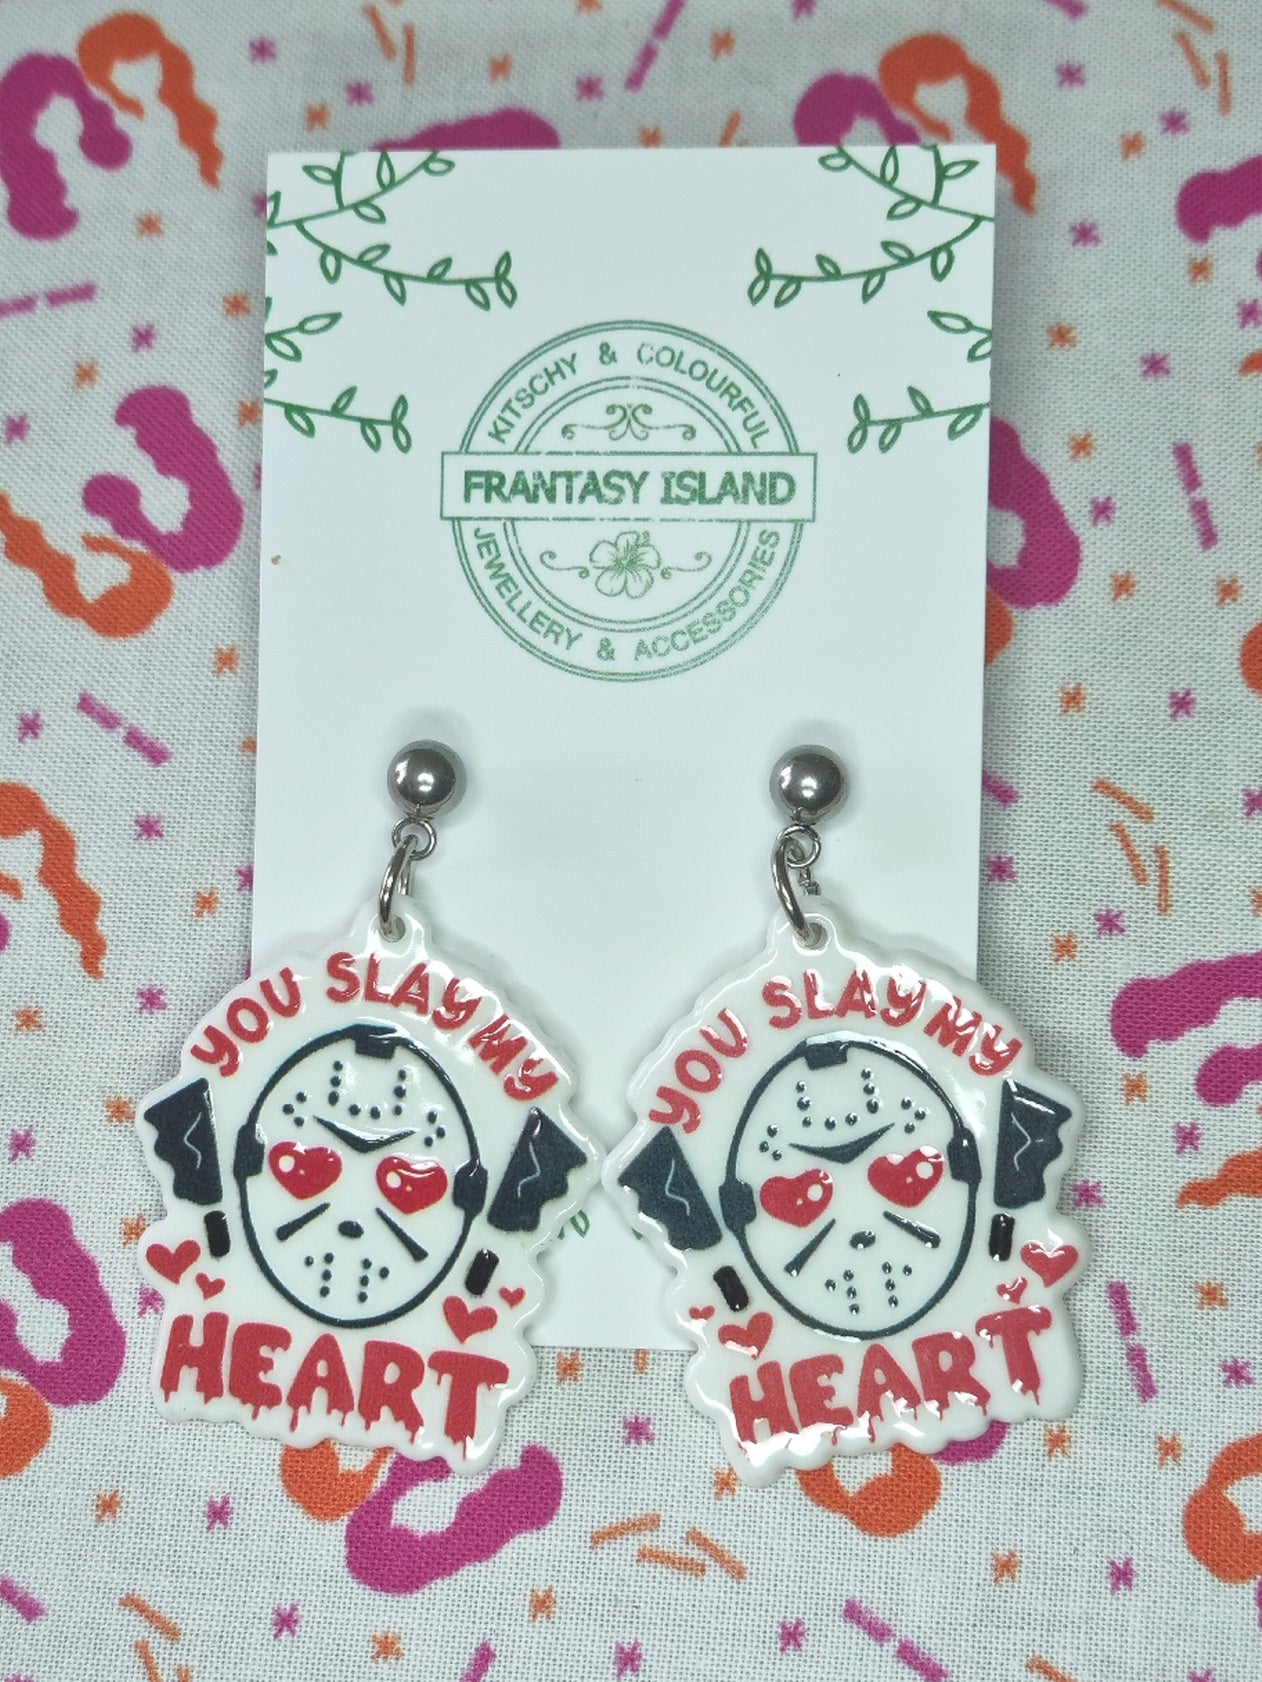 KITSCHY & COLOURFUL
FRANTASY ISLAND
JEWELLERY & ACCESSORIES
YOU SLAY MY
HEART
YOU SLAY MY
HEART